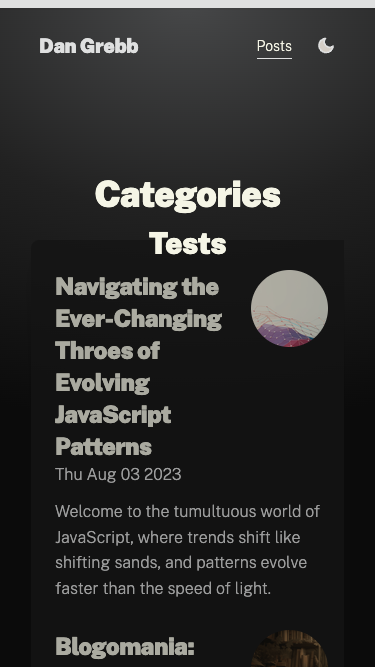 Dan Grebb
Posts
Categories
Tests
Navigating the
Ever-Changing
Throes of
Evolving
JavaScript
Patterns
Thu Aug 03 2023
Welcome to the tumultuous world of
JavaScript, where trends shift like
shifting sands, and patterns evolve
faster than the speed of light.
Blogomania: